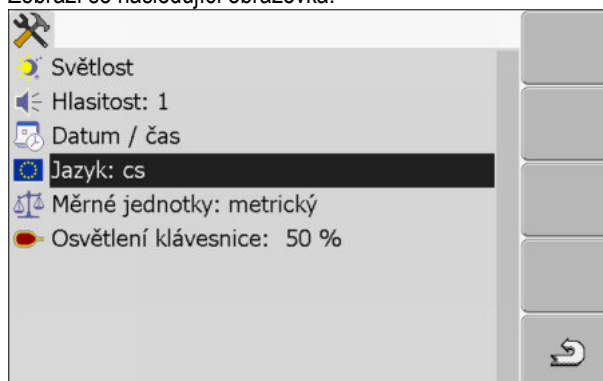 Zobrazí se následující obrazovka:
Světlost
Hlasitost: 1
Datum / čas
Jazyk: cs
Měrné jednotky: metrický
Osvětlení klávesnice: 50 %